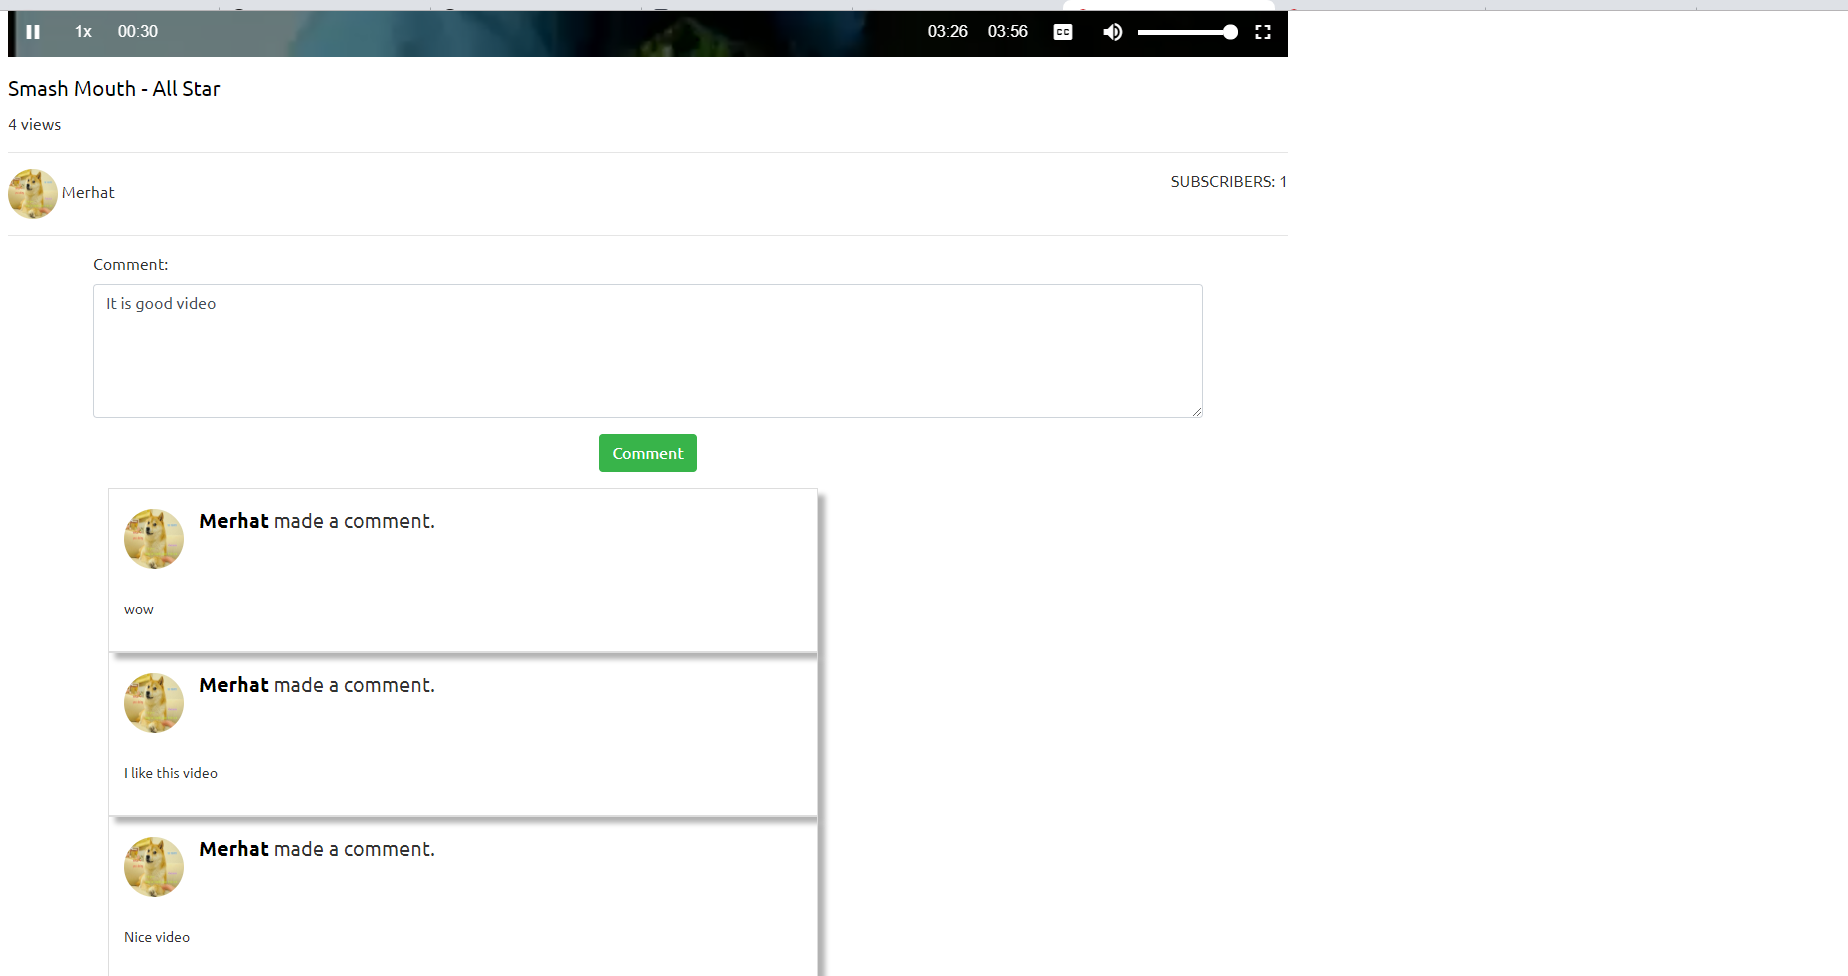 1x 00:30 03:26 03:56 CC
Smash Mouth - All Star
4 views
Merhat SUBSCRIBERS: 1
Comment:
It is good video
Comment
Merhat made a comment.
wow
Merhat made a comment.
I like this video
Merhat made a comment.
Nice video